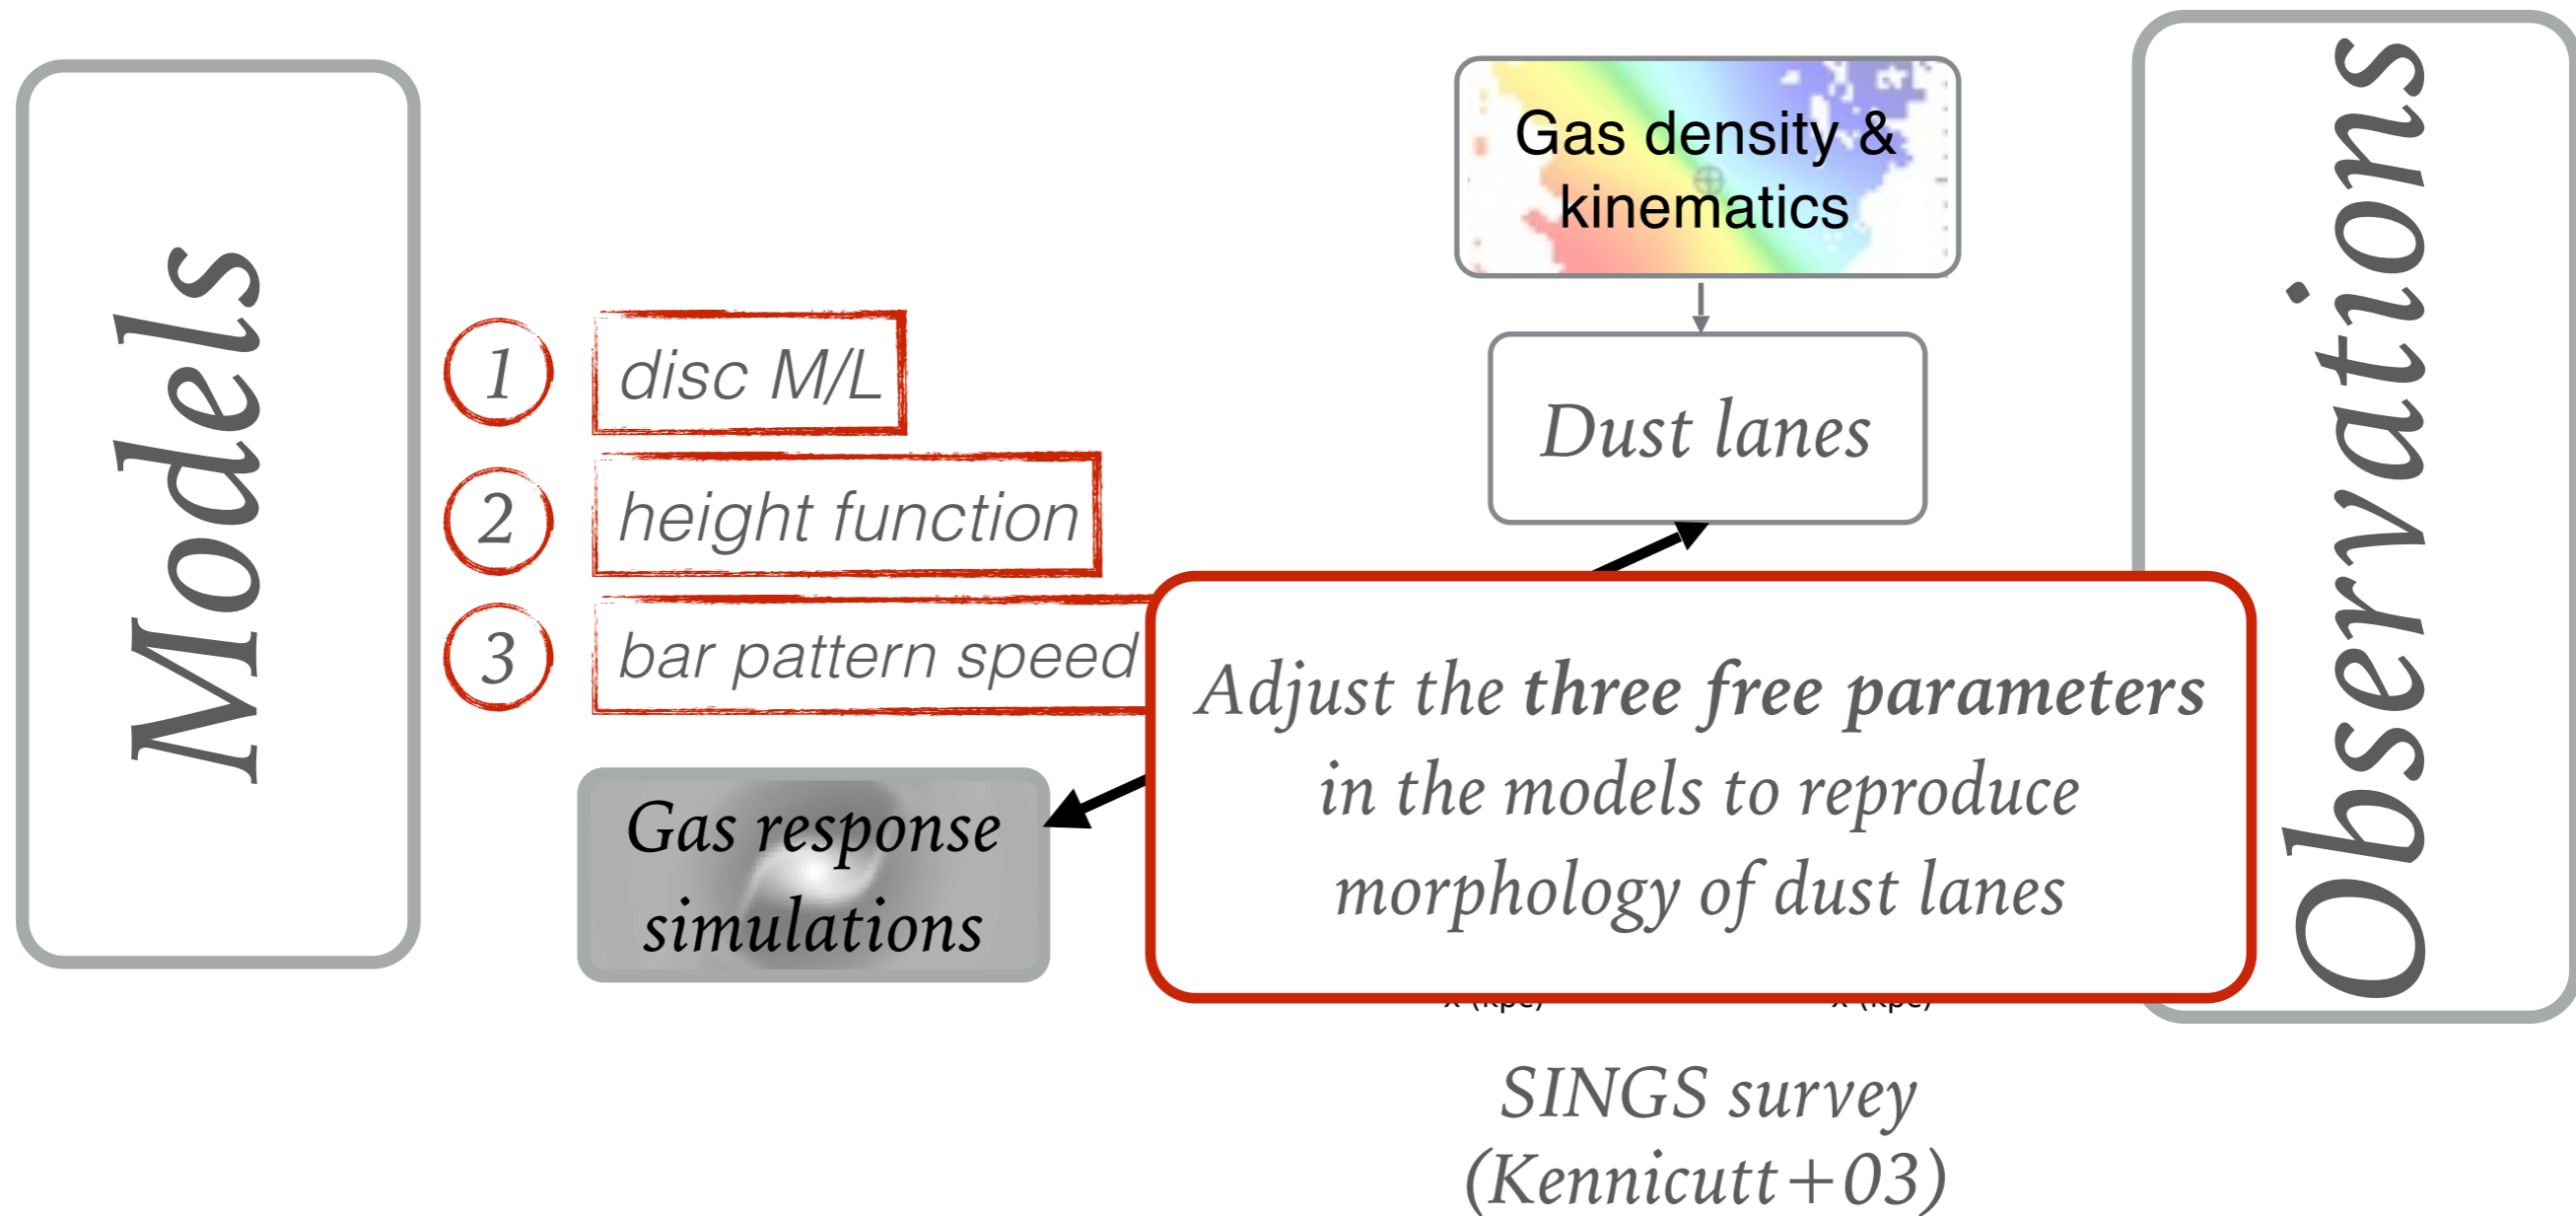 Models
1
disc M/L
2
height function
3
bar pattern speed
Gas response
simulations
Gas density &
kinematics
Dust lanes
Adjust the three free parameters
in the models to reproduce
morphology of dust lanes
SINGS survey
(Kennicutt+03)
Observations